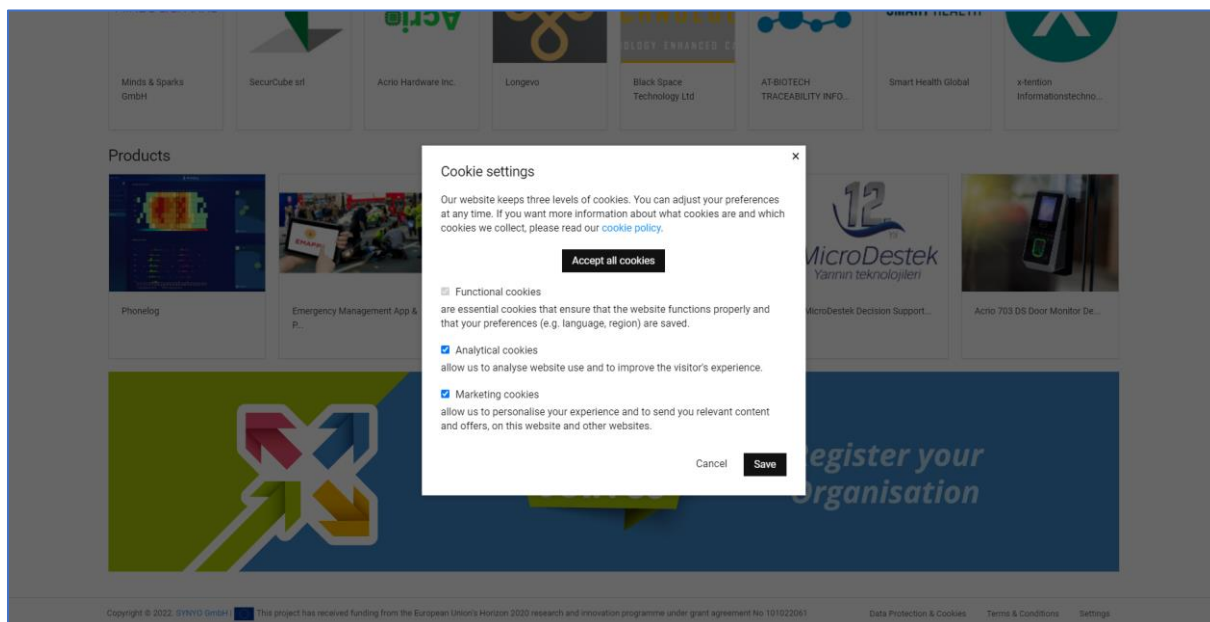 Acrio
OLOGY ENHANCED CA
SMART HEALTH
Minds & Sparks
GmbH
SecurCube srl
Acrio Hardware Inc.
Longevo
Black Space
Technology Ltd
AT-BIOTECH
TRACEABILITY INFO...
Smart Health Global
x-tention
Informationstechno...
Products
Cookie settings
×
Our website keeps three levels of cookies. You can adjust your preferences
at any time. If you want more information about what cookies are and which
cookies we collect, please read our cookie policy.
Accept all cookies
Functional cookies
are essential cookies that ensure that the website functions properly and
that your preferences (e.g. language, region) are saved.
Analytical cookies
allow us to analyse website use and to improve the visitor's experience.
Marketing cookies
allow us to personalise your experience and to send you relevant content
and offers, on this website and other websites.
Cancel
Save
12.
MicroDestek
Yarının teknolojileri
Phonelog
Emergency Management App &
P...
MicroDestek Decision Support...
Acrio 703 DS Door Monitor De...
Register your
Organisation
Copyright © 2022. SYNYO GmbH | This project has received funding from the European Union's Horizon 2020 research and innovation programme under grant agreement No 101022061
Data Protection & Cookies
Terms & Conditions
Settings